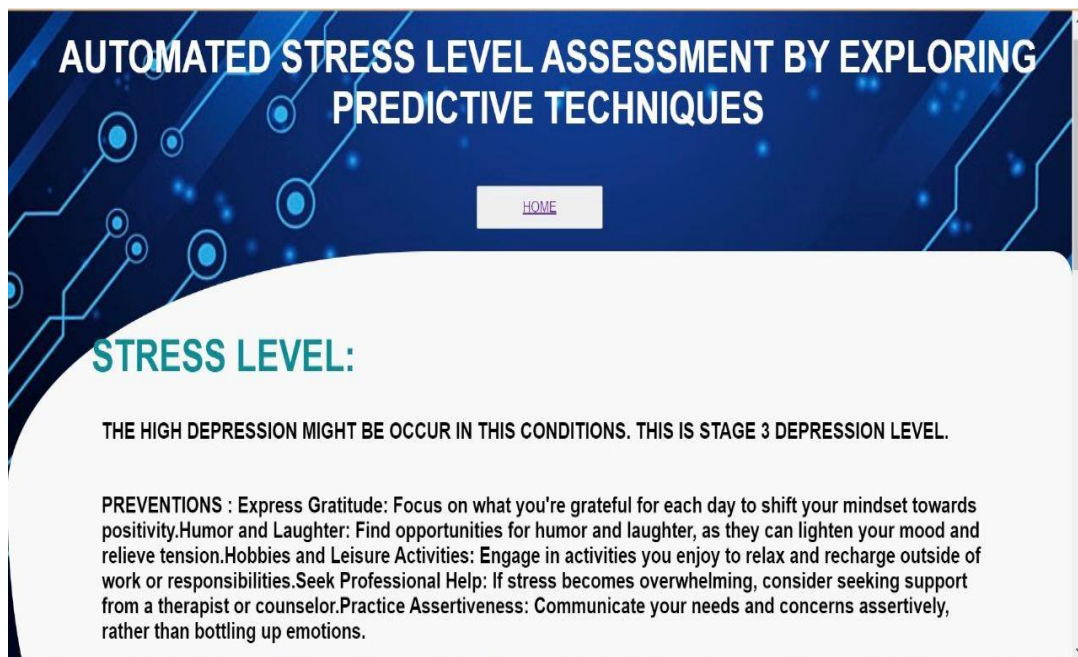 AUTOMATED STRESS LEVEL ASSESSMENT BY EXPLORING
PREDICTIVE TECHNIQUES
HOME
STRESS LEVEL:
THE HIGH DEPRESSION MIGHT BE OCCUR IN THIS CONDITIONS. THIS IS STAGE 3 DEPRESSION LEVEL.
PREVENTIONS : Express Gratitude: Focus on what you're grateful for each day to shift your mindset towards
positivity.Humor and Laughter: Find opportunities for humor and laughter, as they can lighten your mood and
relieve tension.Hobbies and Leisure Activities: Engage in activities you enjoy to relax and recharge outside of
work or responsibilities.Seek Professional Help: If stress becomes overwhelming, consider seeking support
from a therapist or counselor.Practice Assertiveness: Communicate your needs and concerns assertively,
rather than bottling up emotions.